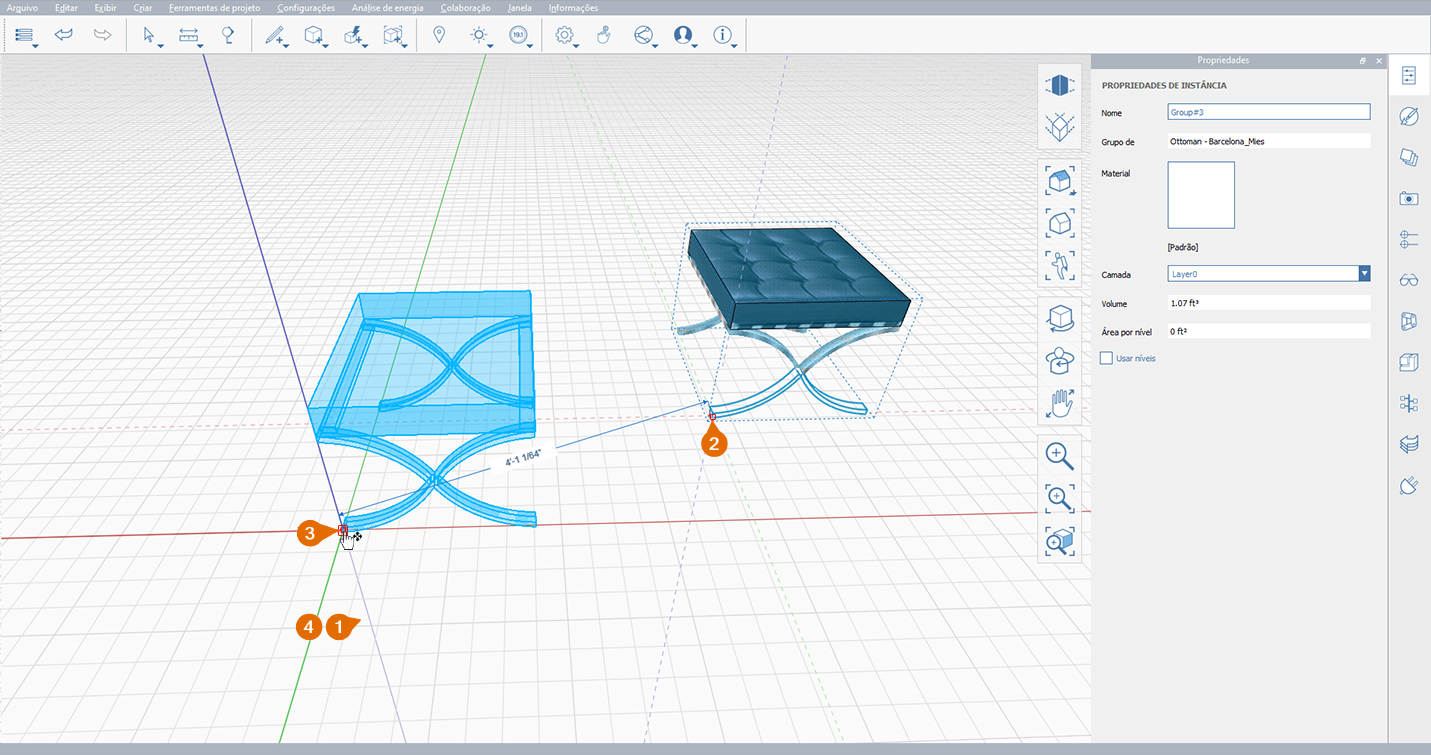 Arquivo Editar Exibir Criar Ferramentas de projeto Configurações Análise de energia Colaboração Janela Informações
Propriedades
PROPRIEDADES DE INSTÂNCIA
Nome Group#3
Grupo de Ottoman - Barcelona_Mies
Material
[Padrão]
Camada Layer0
Volume 1.07 ft³
Área por nível 0 ft²
Usar níveis
2
4'-1 1/64"
3
4 1